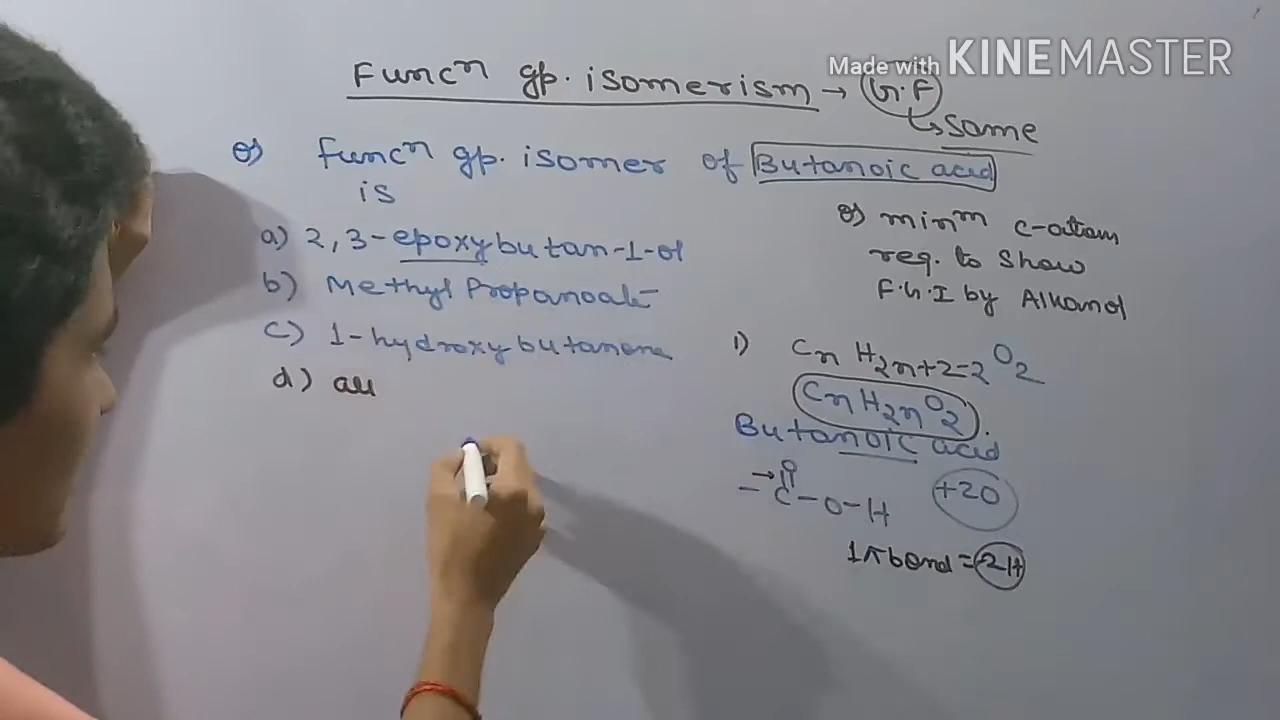 Made with KINEMASTER
Funcⁿ gp. isomerism → G.F
↳ same
Q) Funcⁿ gp. isomer of Butanoic acid
is
a) 2,3-epoxybutan-1-ol
b) Methyl Propanoate
c) 1-hydroxybutanone
d) all
Q) minᵐ c-atom
req. to show
F.G.I by Alkanol
1) CnH2n+2-2O2
CnH2nO2.
Butanoic acid
-C-O-H
O
+2O
1π bond = -2H